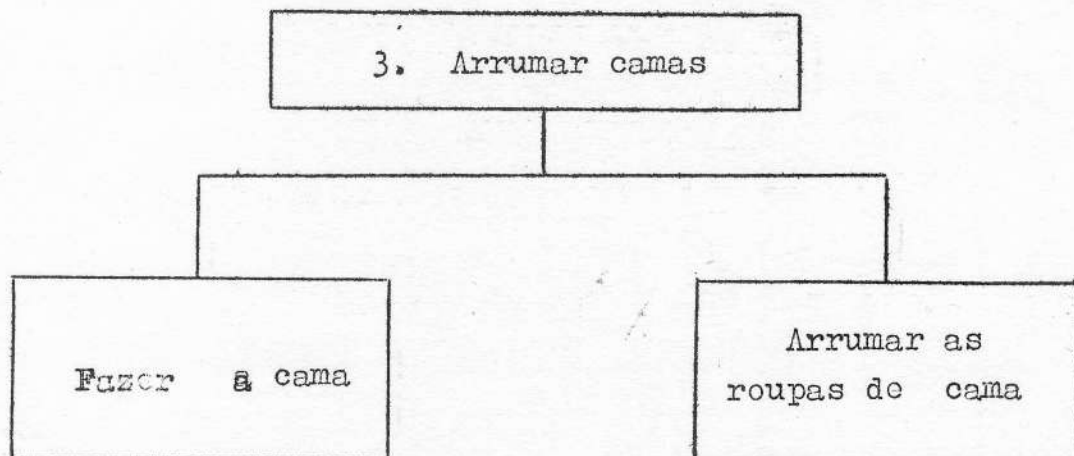 3. Arrumar camas
Fazer a cama
Arrumar as
roupas de cama